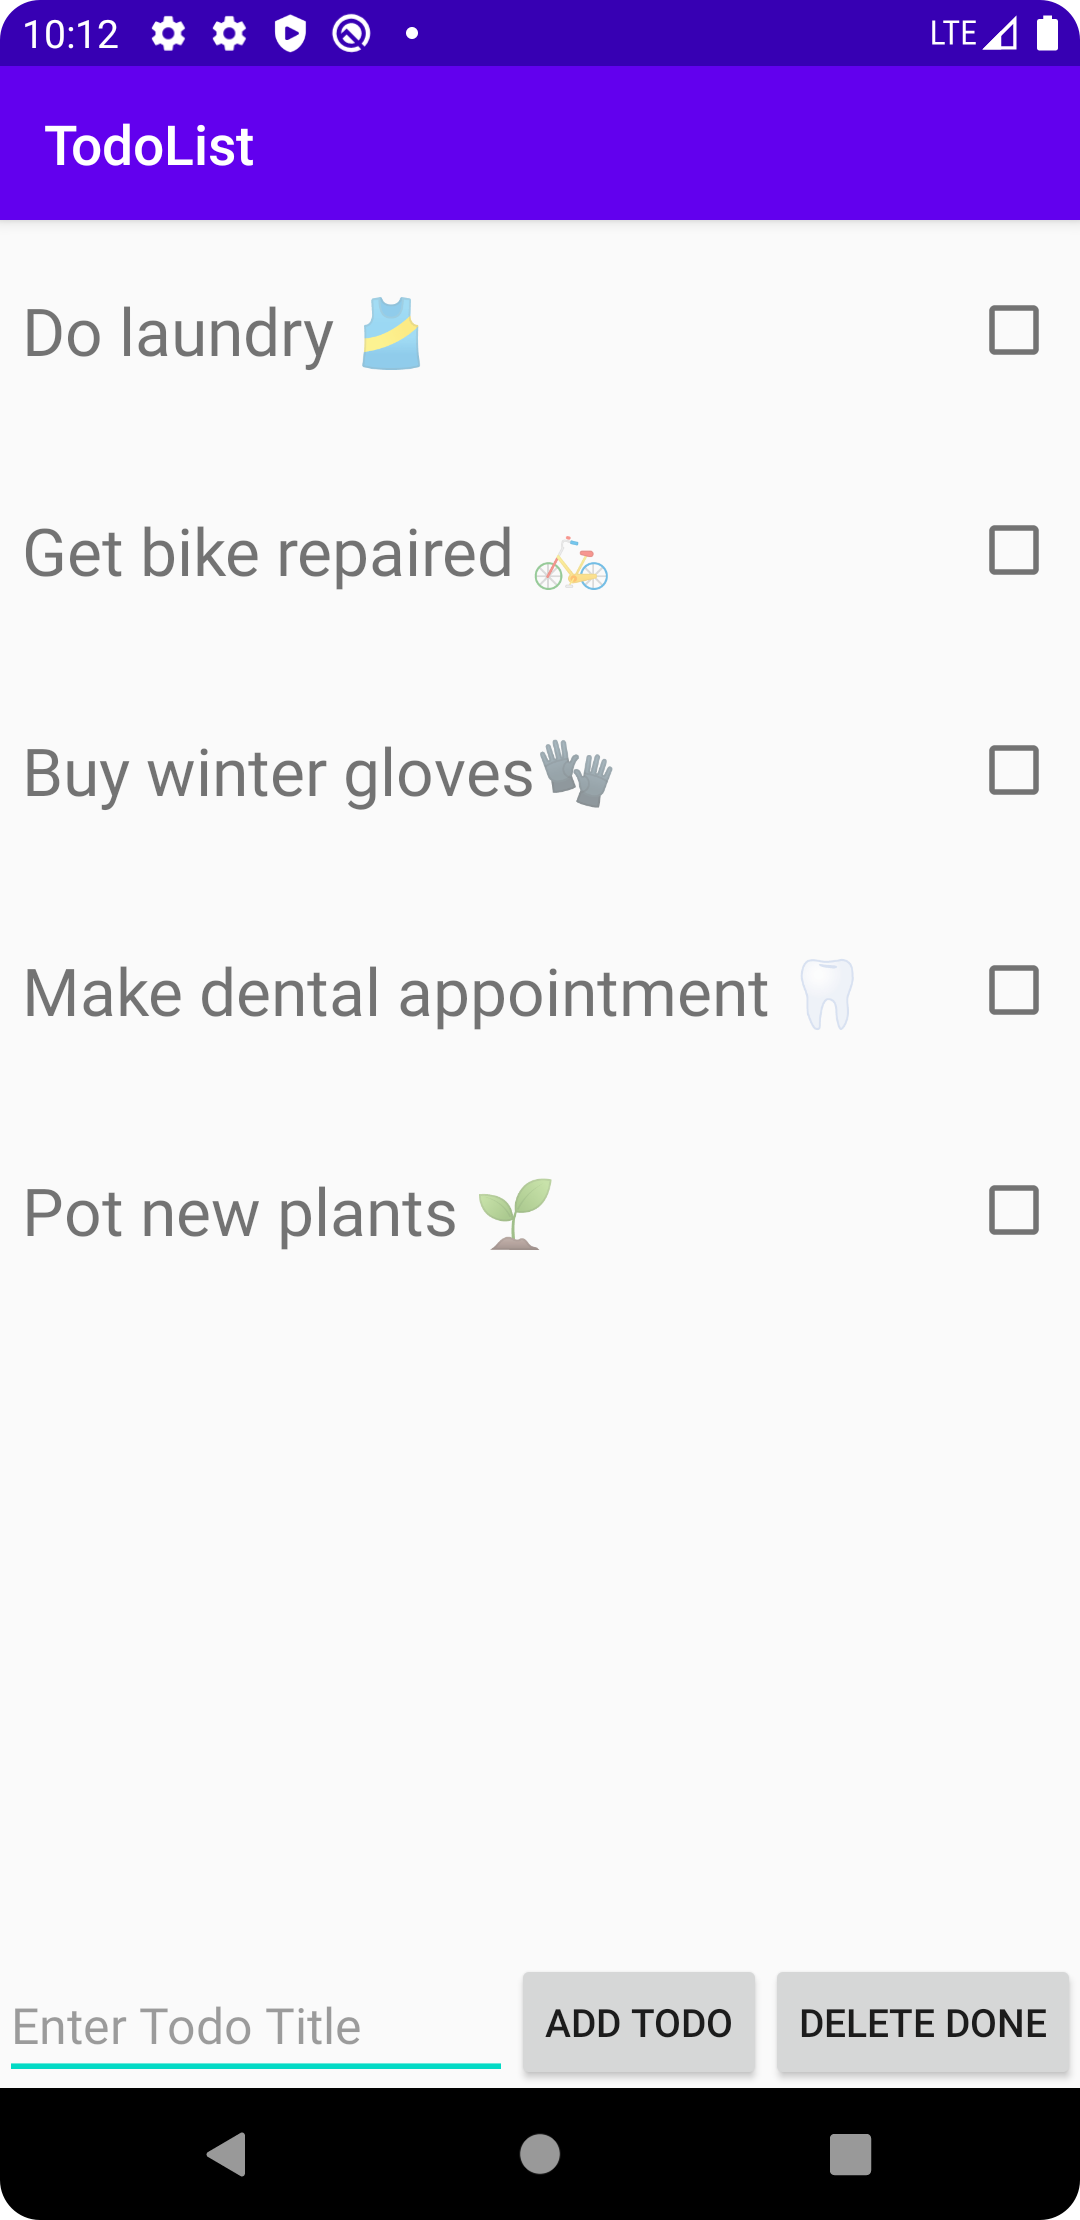 10:12 LTE
TodoList
Do laundry 🎽
Get bike repaired 🚲
Buy winter gloves🧤
Make dental appointment 🦷
Pot new plants 🌱
Enter Todo Title ADD TODO DELETE DONE